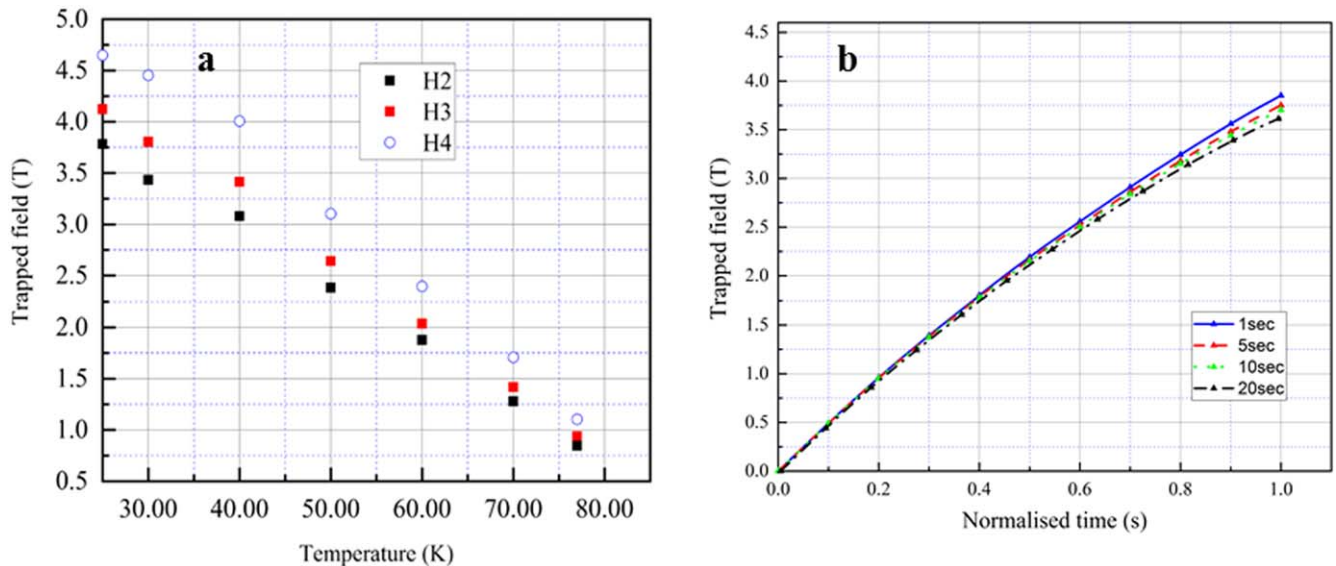 a
5.0
4.5
4.0
3.5
3.0
2.5
2.0
1.5
1.0
0.5
Trapped field (T)
H2
H3
H4
30.00 40.00 50.00 60.00 70.00 80.00
Temperature (K)
b
4.5
4.0
3.5
3.0
2.5
2.0
1.5
1.0
0.5
0.0
Trapped field (T)
1sec
5sec
10sec
20sec
0.0 0.2 0.4 0.6 0.8 1.0
Normalised time (s)